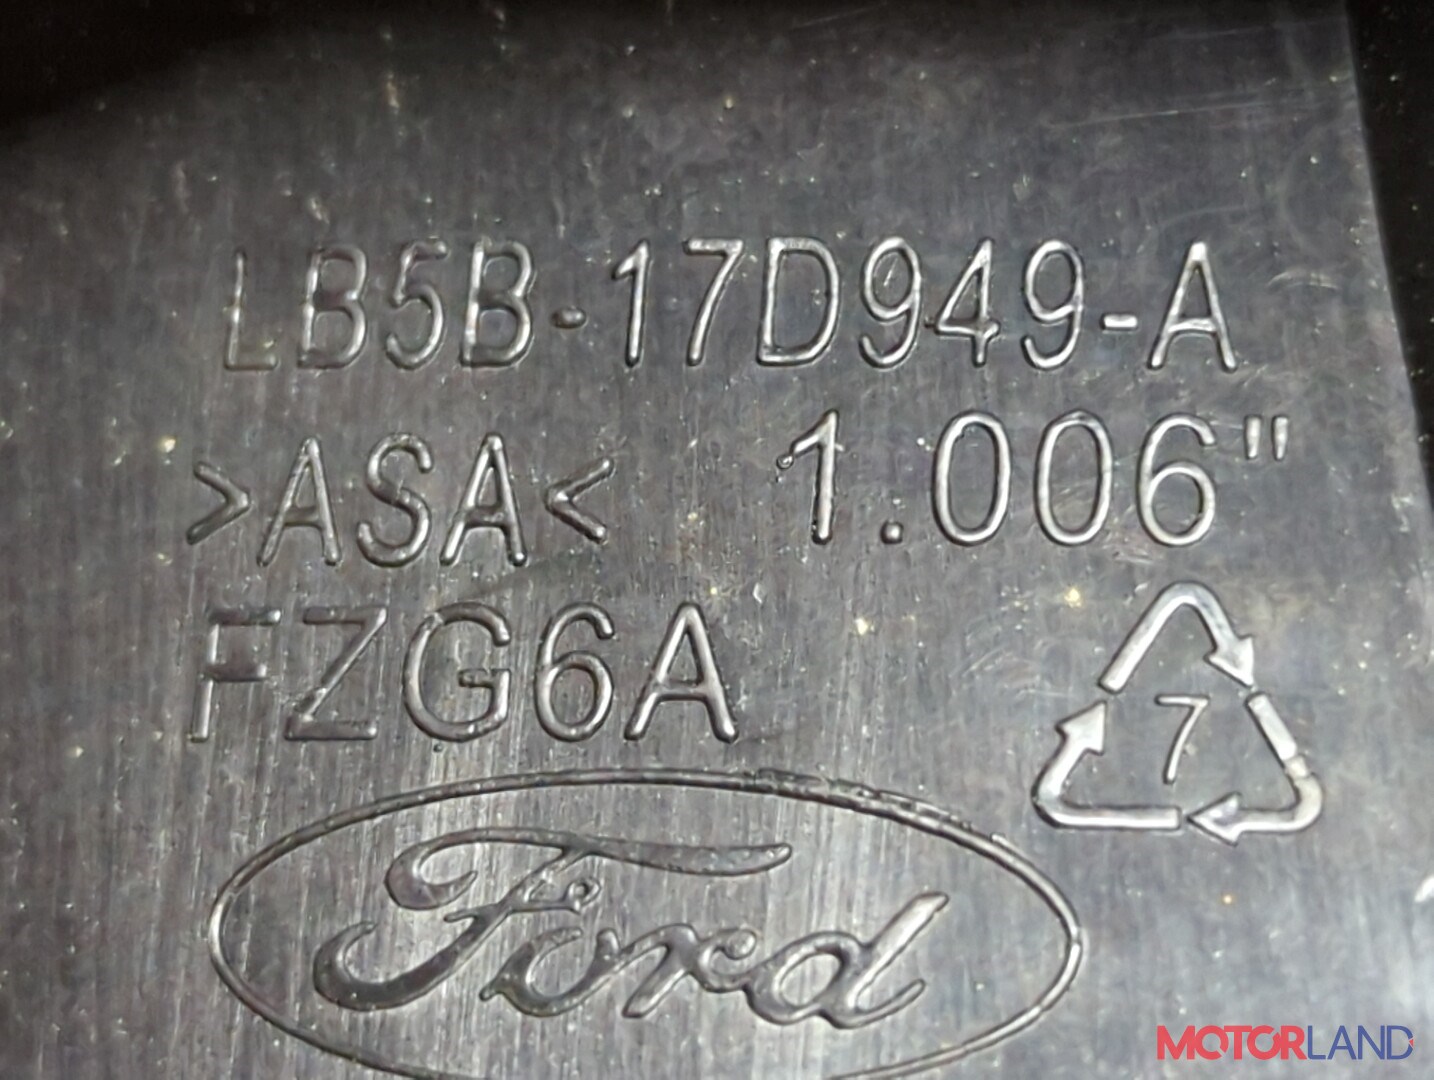 LB5B-17D949-A
>ASA< 1.006"
FZG6A
7
Ford
MOTORLAND